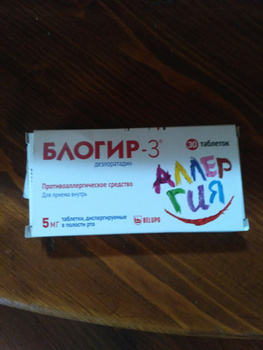 БЛОГИР-3®
дезлоратадин
30 таблеток
Противоаллергическое средство
Для приема внутрь
АЛЛЕР
ГИЯ
5 мг таблетки, диспергируемые
в полости рта
BELUPO